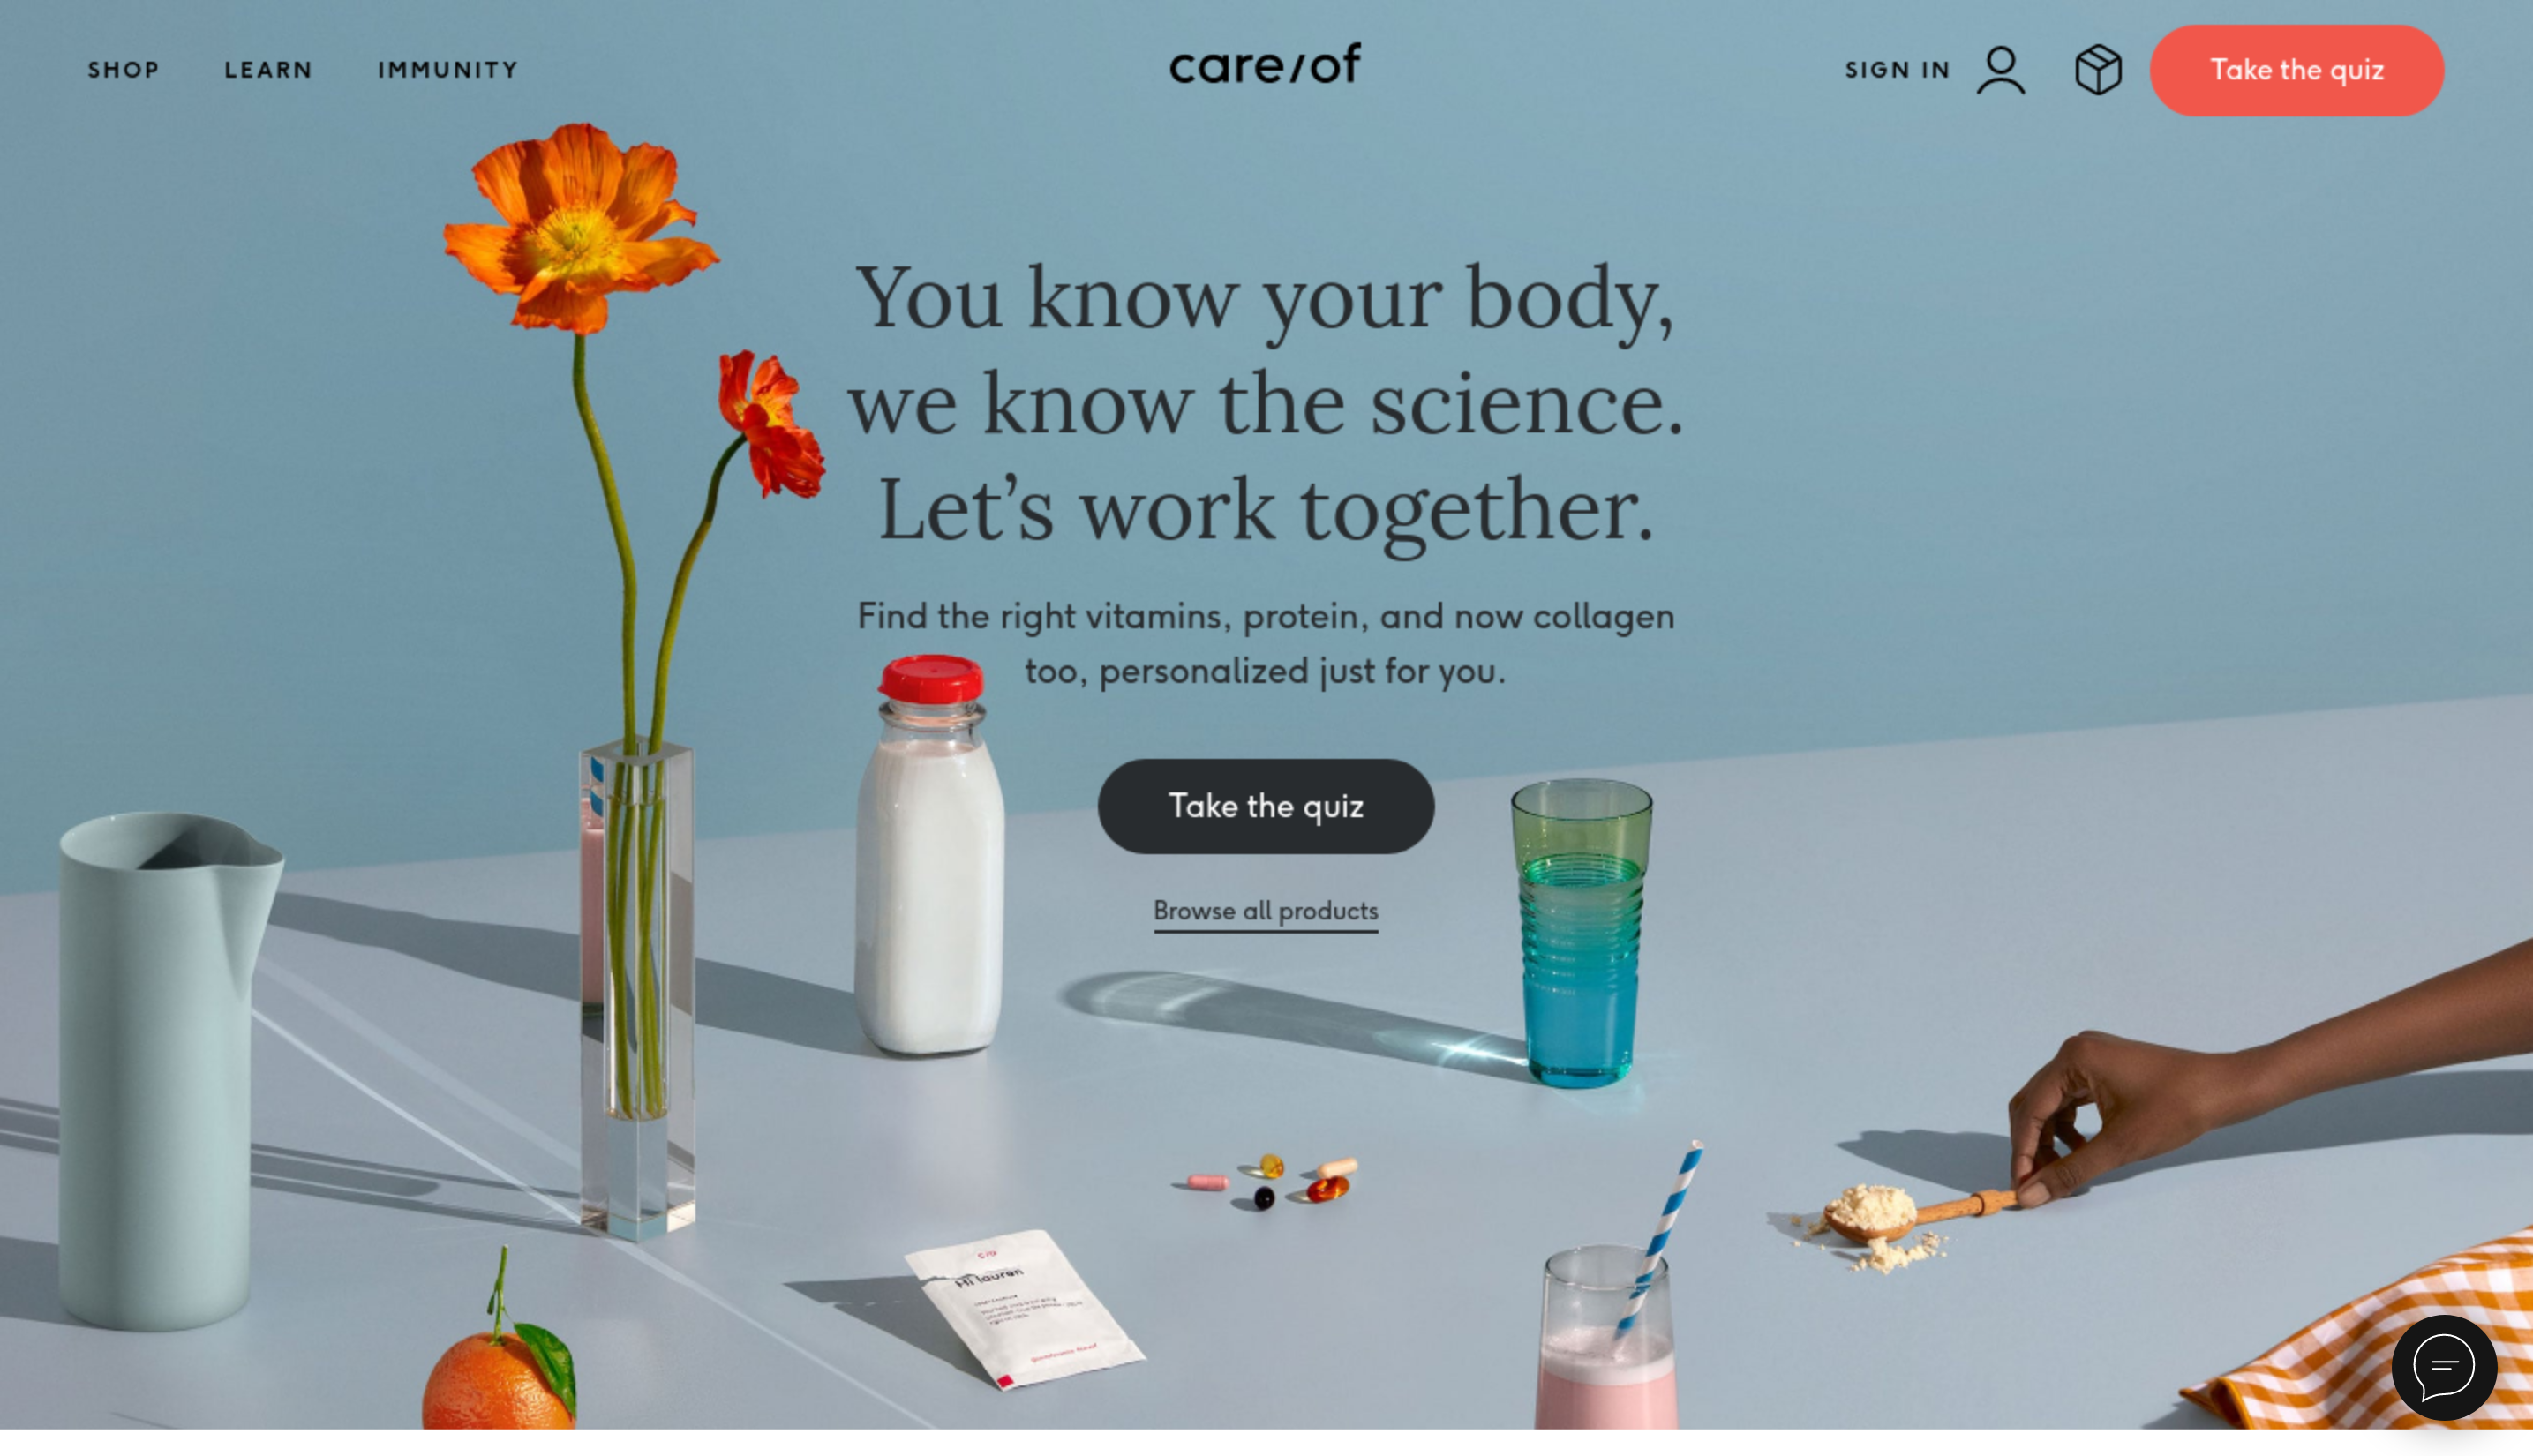 SHOP LEARN IMMUNITY care/of SIGN IN Take the quiz
You know your body,
we know the science.
Let’s work together.
Find the right vitamins, protein, and now collagen
too, personalized just for you.
Take the quiz
Browse all products
Hi lauren